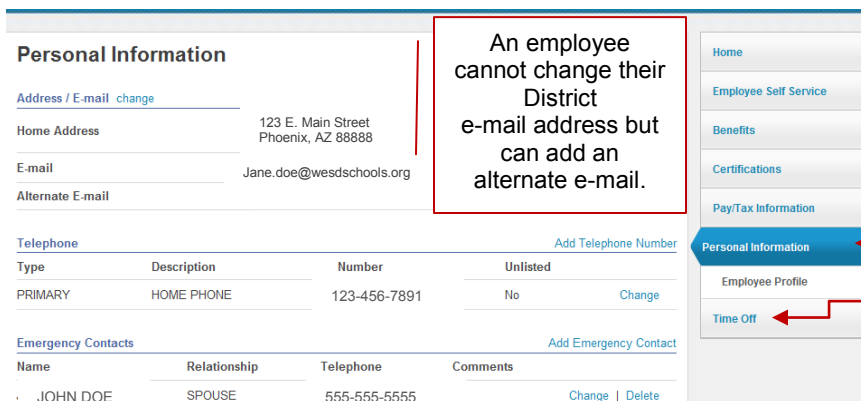 Personal Information
Address / E-mail change
Home Address
123 E. Main Street
Phoenix, AZ 88888
E-mail
Jane.doe@wesdschools.org
Alternate E-mail
An employee
cannot change their
District
e-mail address but
can add an
alternate e-mail.
Telephone Add Telephone Number
Type Description Number Unlisted
PRIMARY HOME PHONE 123-456-7891 No Change
Emergency Contacts Add Emergency Contact
Name Relationship Telephone Comments
JOHN DOE SPOUSE 555-555-5555 Change | Delete
Home
Employee Self Service
Benefits
Certifications
Pay/Tax Information
Personal Information
Employee Profile
Time Off